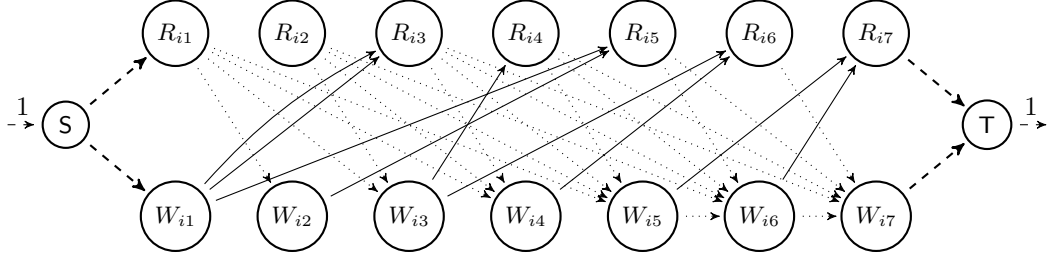 R_{i1} R_{i2} R_{i3} R_{i4} R_{i5} R_{i6} R_{i7}
1 S T 1
W_{i1} W_{i2} W_{i3} W_{i4} W_{i5} W_{i6} W_{i7}